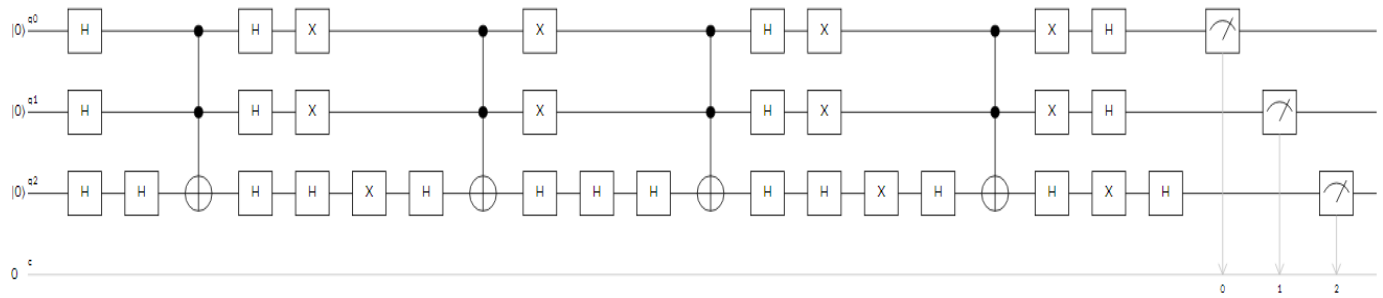 |0⟩ q0 H H X X H X X H
|0⟩ q1 H H X X H X X H
|0⟩ q2 H H H H X H H H H H H X H H X H
0 c
0 1 2